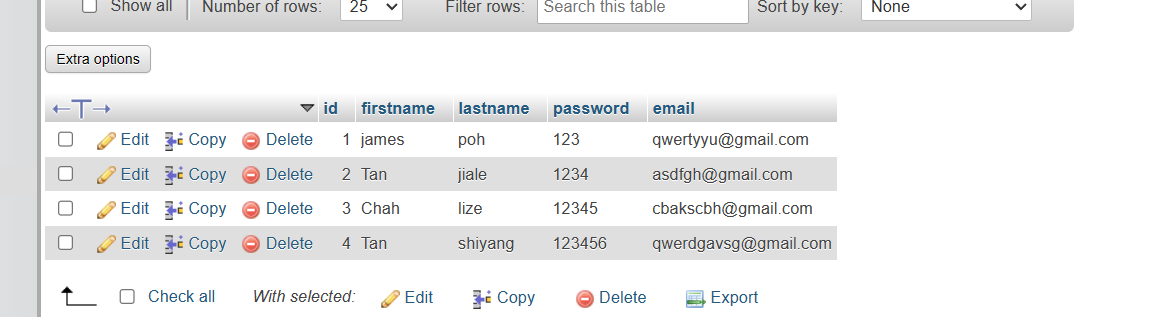 Show all Number of rows: 25 Filter rows: Search this table Sort by key: None
Extra options
←T→ id firstname lastname password email
Edit Copy Delete 1 james poh 123 qwertyyu@gmail.com
Edit Copy Delete 2 Tan jiale 1234 asdfgh@gmail.com
Edit Copy Delete 3 Chah lize 12345 cbakscbh@gmail.com
Edit Copy Delete 4 Tan shiyang 123456 qwerdgavsg@gmail.com
Check all With selected: Edit Copy Delete Export